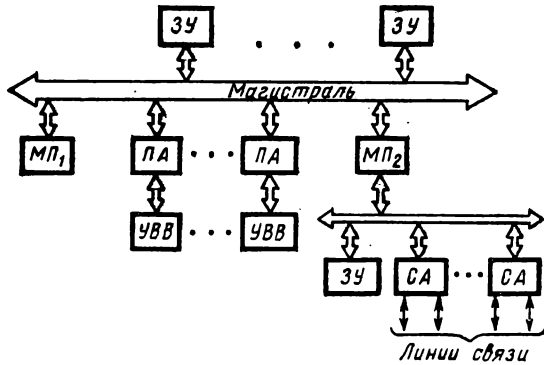 ЗУ . . . ЗУ
Магистраль
МП1 ПА · · · ПА МП2
УВВ · · · УВВ
ЗУ СА · · · СА
Линии связи